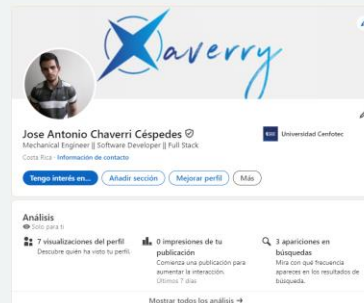 Xaverry
Jose Antonio Chaverri Céspedes
Mechanical Engineer || Software Developer || Full Stack
Costa Rica · Información de contacto
Universidad Cenfotec
Tengo interés en...
Añadir sección
Mejorar perfil
Más
Análisis
Solo para ti
7 visualizaciones del perfil
Descubre quién ha visto tu perfil.
0 impresiones de tu
publicación
Comienza una publicación para
aumentar la interacción.
Últimos 7 días
3 apariciones en
búsquedas
Mira con qué frecuencia
apareces en los resultados de
búsqueda.
Mostrar todos los análisis →